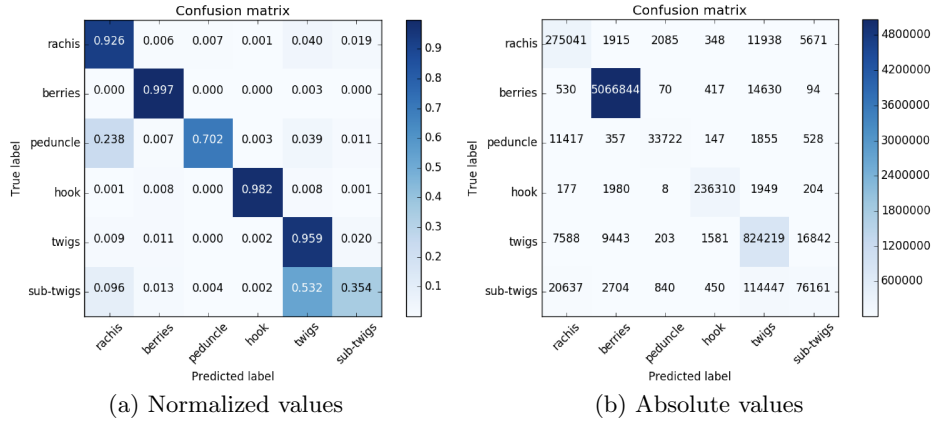 Confusion matrix
rachis 0.926 0.006 0.007 0.001 0.040 0.019
berries 0.000 0.997 0.000 0.000 0.003 0.000
peduncle 0.238 0.007 0.702 0.003 0.039 0.011
hook 0.001 0.008 0.000 0.982 0.008 0.001
twigs 0.009 0.011 0.000 0.002 0.959 0.020
sub-twigs 0.096 0.013 0.004 0.002 0.532 0.354
True label
rachis berries peduncle hook twigs sub-twigs
Predicted label
0.9
0.8
0.7
0.6
0.5
0.4
0.3
0.2
0.1
(a) Normalized values
Confusion matrix
rachis 275041 1915 2085 348 11938 5671
berries 530 5066844 70 417 14630 94
peduncle 11417 357 33722 147 1855 528
hook 177 1980 8 236310 1949 204
twigs 7588 9443 203 1581 824219 16842
sub-twigs 20637 2704 840 450 114447 76161
True label
rachis berries peduncle hook twigs sub-twigs
Predicted label
4800000
4200000
3600000
3000000
2400000
1800000
1200000
600000
(b) Absolute values